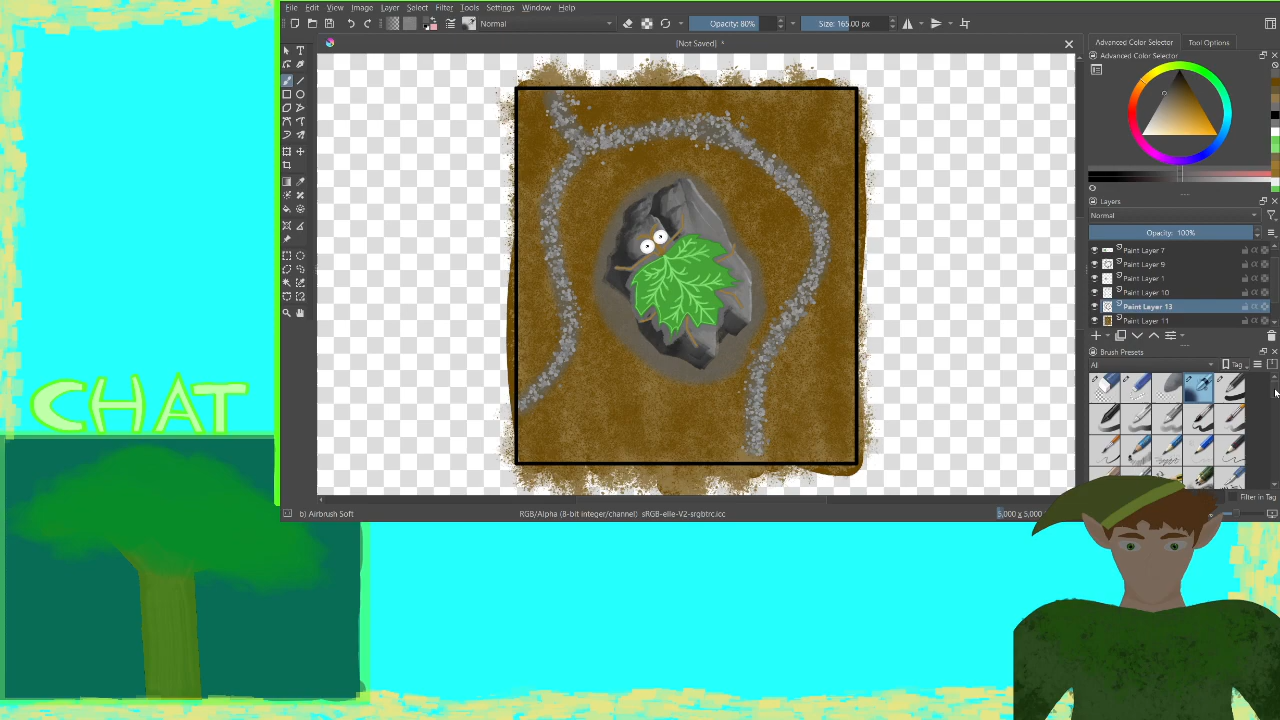 File Edit View Image Layer Select Filter Tools Settings Window Help
Normal Opacity: 80% Size: 165.00 px
[Not Saved] *
Advanced Color Selector Tool Options
Advanced Color Selector
Layers
Normal
Opacity: 100%
Paint Layer 7
Paint Layer 9
Paint Layer 1
Paint Layer 10
Paint Layer 13
Paint Layer 11
Brush Presets
All Tag
Filter in Tag
b) Airbrush Soft RGB/Alpha (8-bit integer/channel) sRGB-elle-V2-srgbtrc.icc 5,000 x 5,000
CHAT